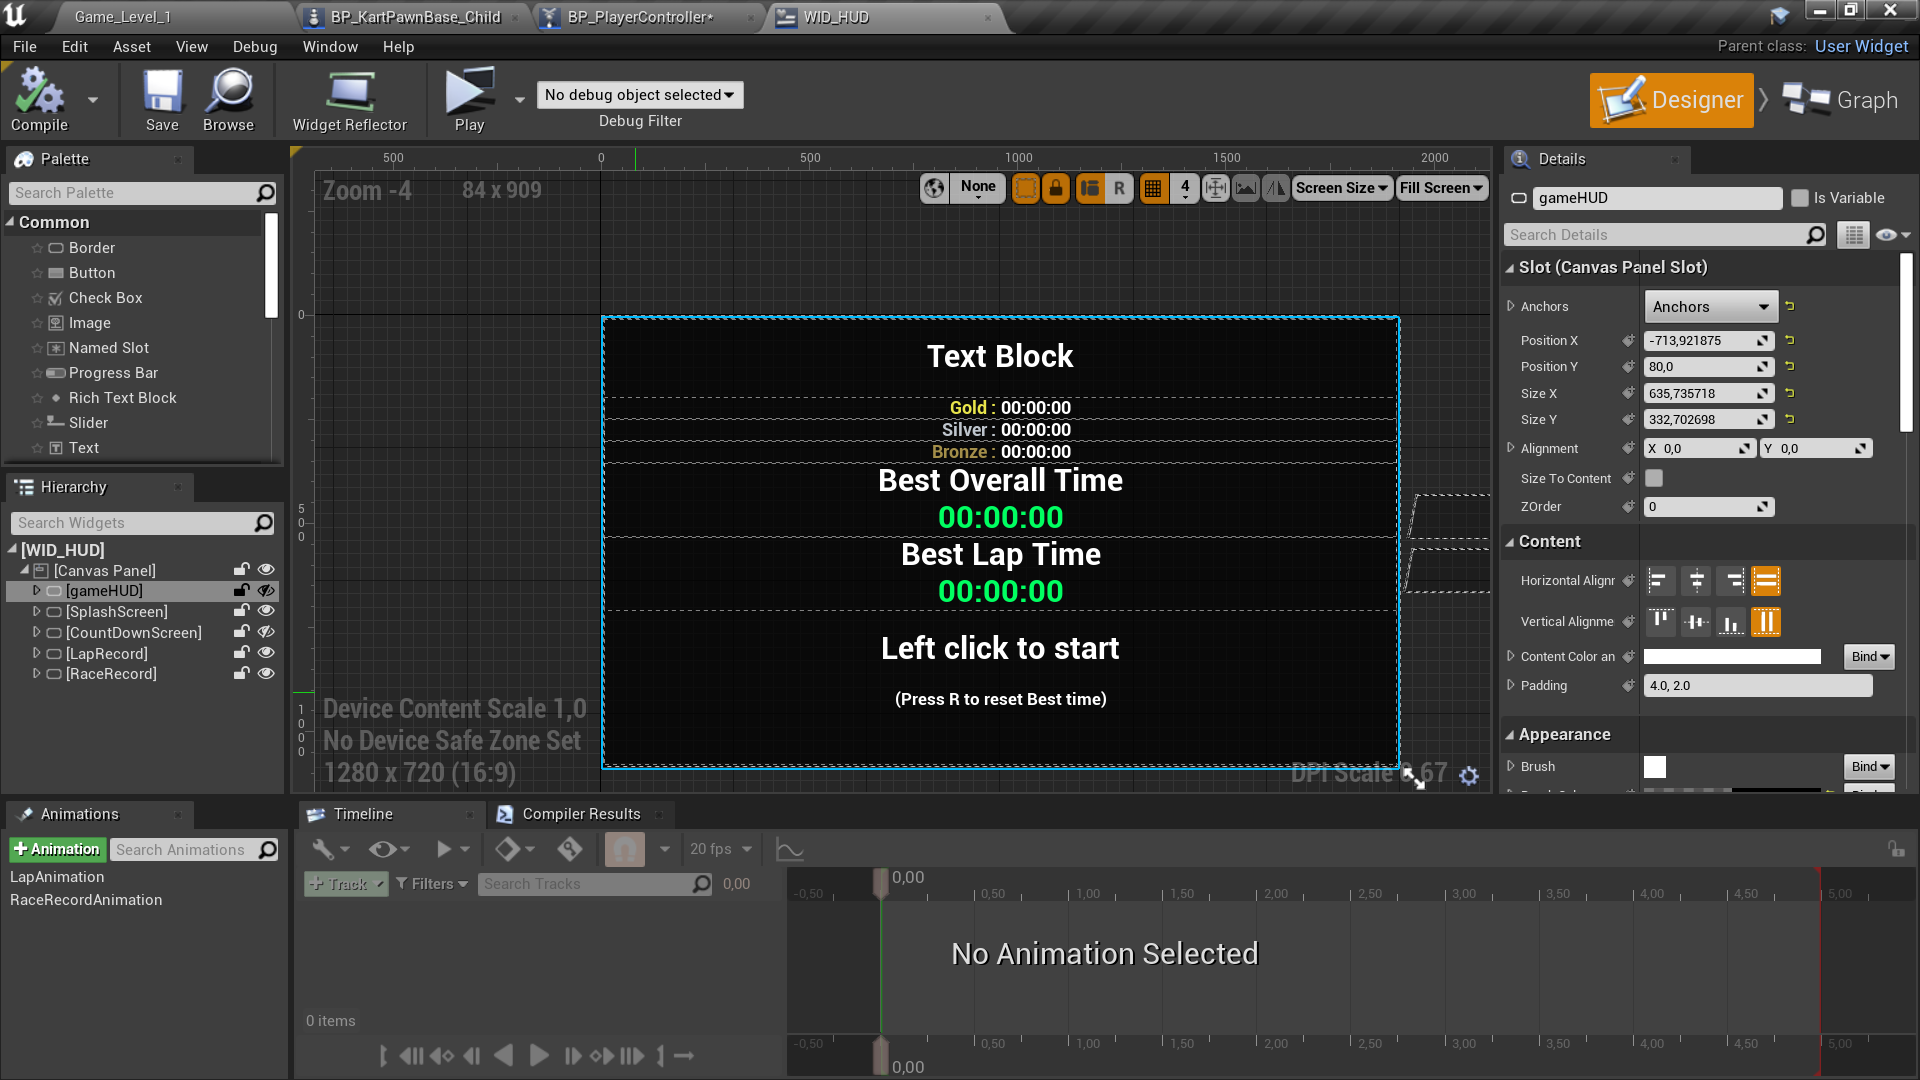 Game_Level_1
BP_KartPawnBase_Child
BP_PlayerController*
WID_HUD
File Edit Asset View Debug Window Help
Parent class: User Widget
Compile
Save
Browse
Widget Reflector
Play
No debug object selected
Debug Filter
Designer
Graph
Palette
Search Palette
Common
Border
Button
Check Box
Image
Named Slot
Progress Bar
Rich Text Block
Slider
Text
Hierarchy
Search Widgets
[WID_HUD]
[Canvas Panel]
[gameHUD]
[SplashScreen]
[CountDownScreen]
[LapRecord]
[RaceRecord]
500 0 500 1000 1500 2000
Zoom -4
84 x 909
None
R
4
Screen Size
Fill Screen
0
500
1000
Text Block
Gold : 00:00:00
Silver : 00:00:00
Bronze : 00:00:00
Best Overall Time
00:00:00
Best Lap Time
00:00:00
Left click to start
(Press R to reset Best time)
Device Content Scale 1,0
No Device Safe Zone Set
1280 x 720 (16:9)
DPI Scale 0.67
Details
gameHUD
Is Variable
Search Details
Slot (Canvas Panel Slot)
Anchors
Anchors
Position X -713,921875
Position Y 80,0
Size X 635,735718
Size Y 332,702698
Alignment X 0,0 Y 0,0
Size To Content
ZOrder 0
Content
Horizontal Alignr
Vertical Alignme
Content Color an
Bind
Padding 4.0, 2.0
Appearance
Brush
Bind
Animations
+Animation
Search Animations
LapAnimation
RaceRecordAnimation
Timeline
Compiler Results
20 fps
+ Track
Filters
Search Tracks
0,00
0,00
-0,50 0,50 1,00 1,50 2,00 2,50 3,00 3,50 4,00 4,50 5,00
No Animation Selected
0 items
-0,50 0,50 1,00 1,50 2,00 2,50 3,00 3,50 4,00 4,50 5,00
0,00